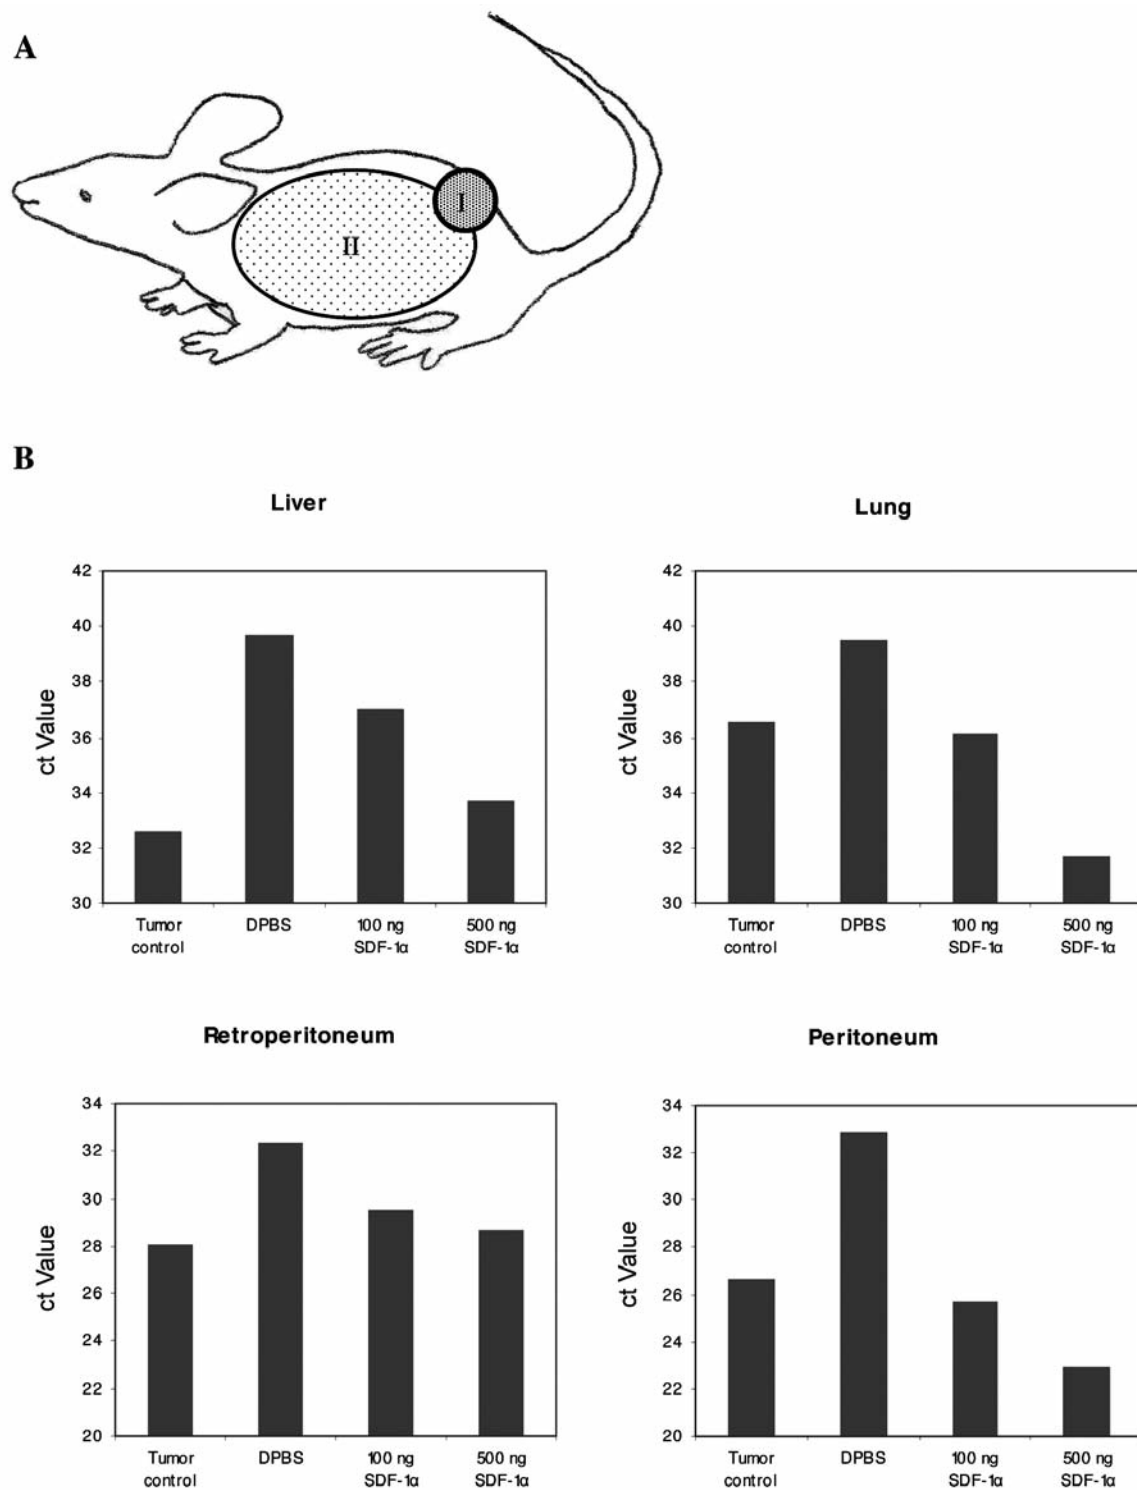 A
I
II
B
Liver
42
40
38
36
34
32
30
ct Value
Tumor control
DPBS
100 ng SDF-1α
500 ng SDF-1α
Lung
42
40
38
36
34
32
30
ct Value
Tumor control
DPBS
100 ng SDF-1α
500 ng SDF-1α
Retroperitoneum
34
32
30
28
26
24
22
20
ct Value
Tumor control
DPBS
100 ng SDF-1α
500 ng SDF-1α
Peritoneum
34
32
30
28
26
24
22
20
ct Value
Tumor control
DPBS
100 ng SDF-1α
500 ng SDF-1α